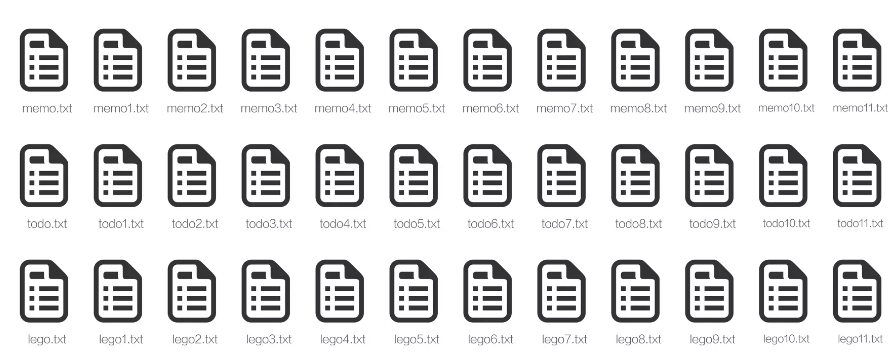 memo.txt memo1.txt memo2.txt memo3.txt memo4.txt memo5.txt memo6.txt memo7.txt memo8.txt memo9.txt memo10.txt memo11.txt
todo.txt todo1.txt todo2.txt todo3.txt todo4.txt todo5.txt todo6.txt todo7.txt todo8.txt todo9.txt todo10.txt todo11.txt
lego.txt lego1.txt lego2.txt lego3.txt lego4.txt lego5.txt lego6.txt lego7.txt lego8.txt lego9.txt lego10.txt lego11.txt